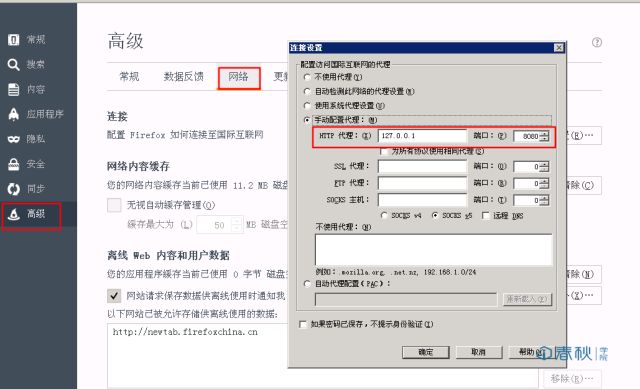 常规
搜索
内容
应用程序
隐私
安全
同步
高级
高级
常规
数据反馈
网络
更新
连接
配置 Firefox 如何连接至国际互联网
网络内容缓存
您的网络内容缓存当前已使用 11.2 MB 磁盘
无视自动缓存管理(O)
缓存最大为 (L)
50
MB 磁盘空
离线 Web 内容和用户数据
您的应用程序缓存当前已使用 0 字节 磁盘
网站请求保存数据供离线使用时通知我
以下网站已被允许存储供离线使用的数据:
http://newtab.firefoxchina.cn
移除(R)…
连接设置
配置访问国际互联网的代理
不使用代理(Y)
自动检测此网络的代理设置(W)
使用系统代理设置(U)
手动配置代理:(M)
HTTP 代理:(X) 127.0.0.1 端口:(P) 8080
为所有协议使用相同代理(S)
SSL 代理: 端口:(O) 0
FTP 代理: 端口:(R) 0
SOCKS 主机: 端口:(T) 0
SOCKS v4 SOCKS v5 远程 DNS
不使用代理:(N)
例如:.mozilla.org, .net.nz, 192.168.1.0/24
自动代理配置(PAC):
重新载入(E)
如果密码已保存,不提示身份验证(I)
确定
取消
帮助(H)
春秋
学院